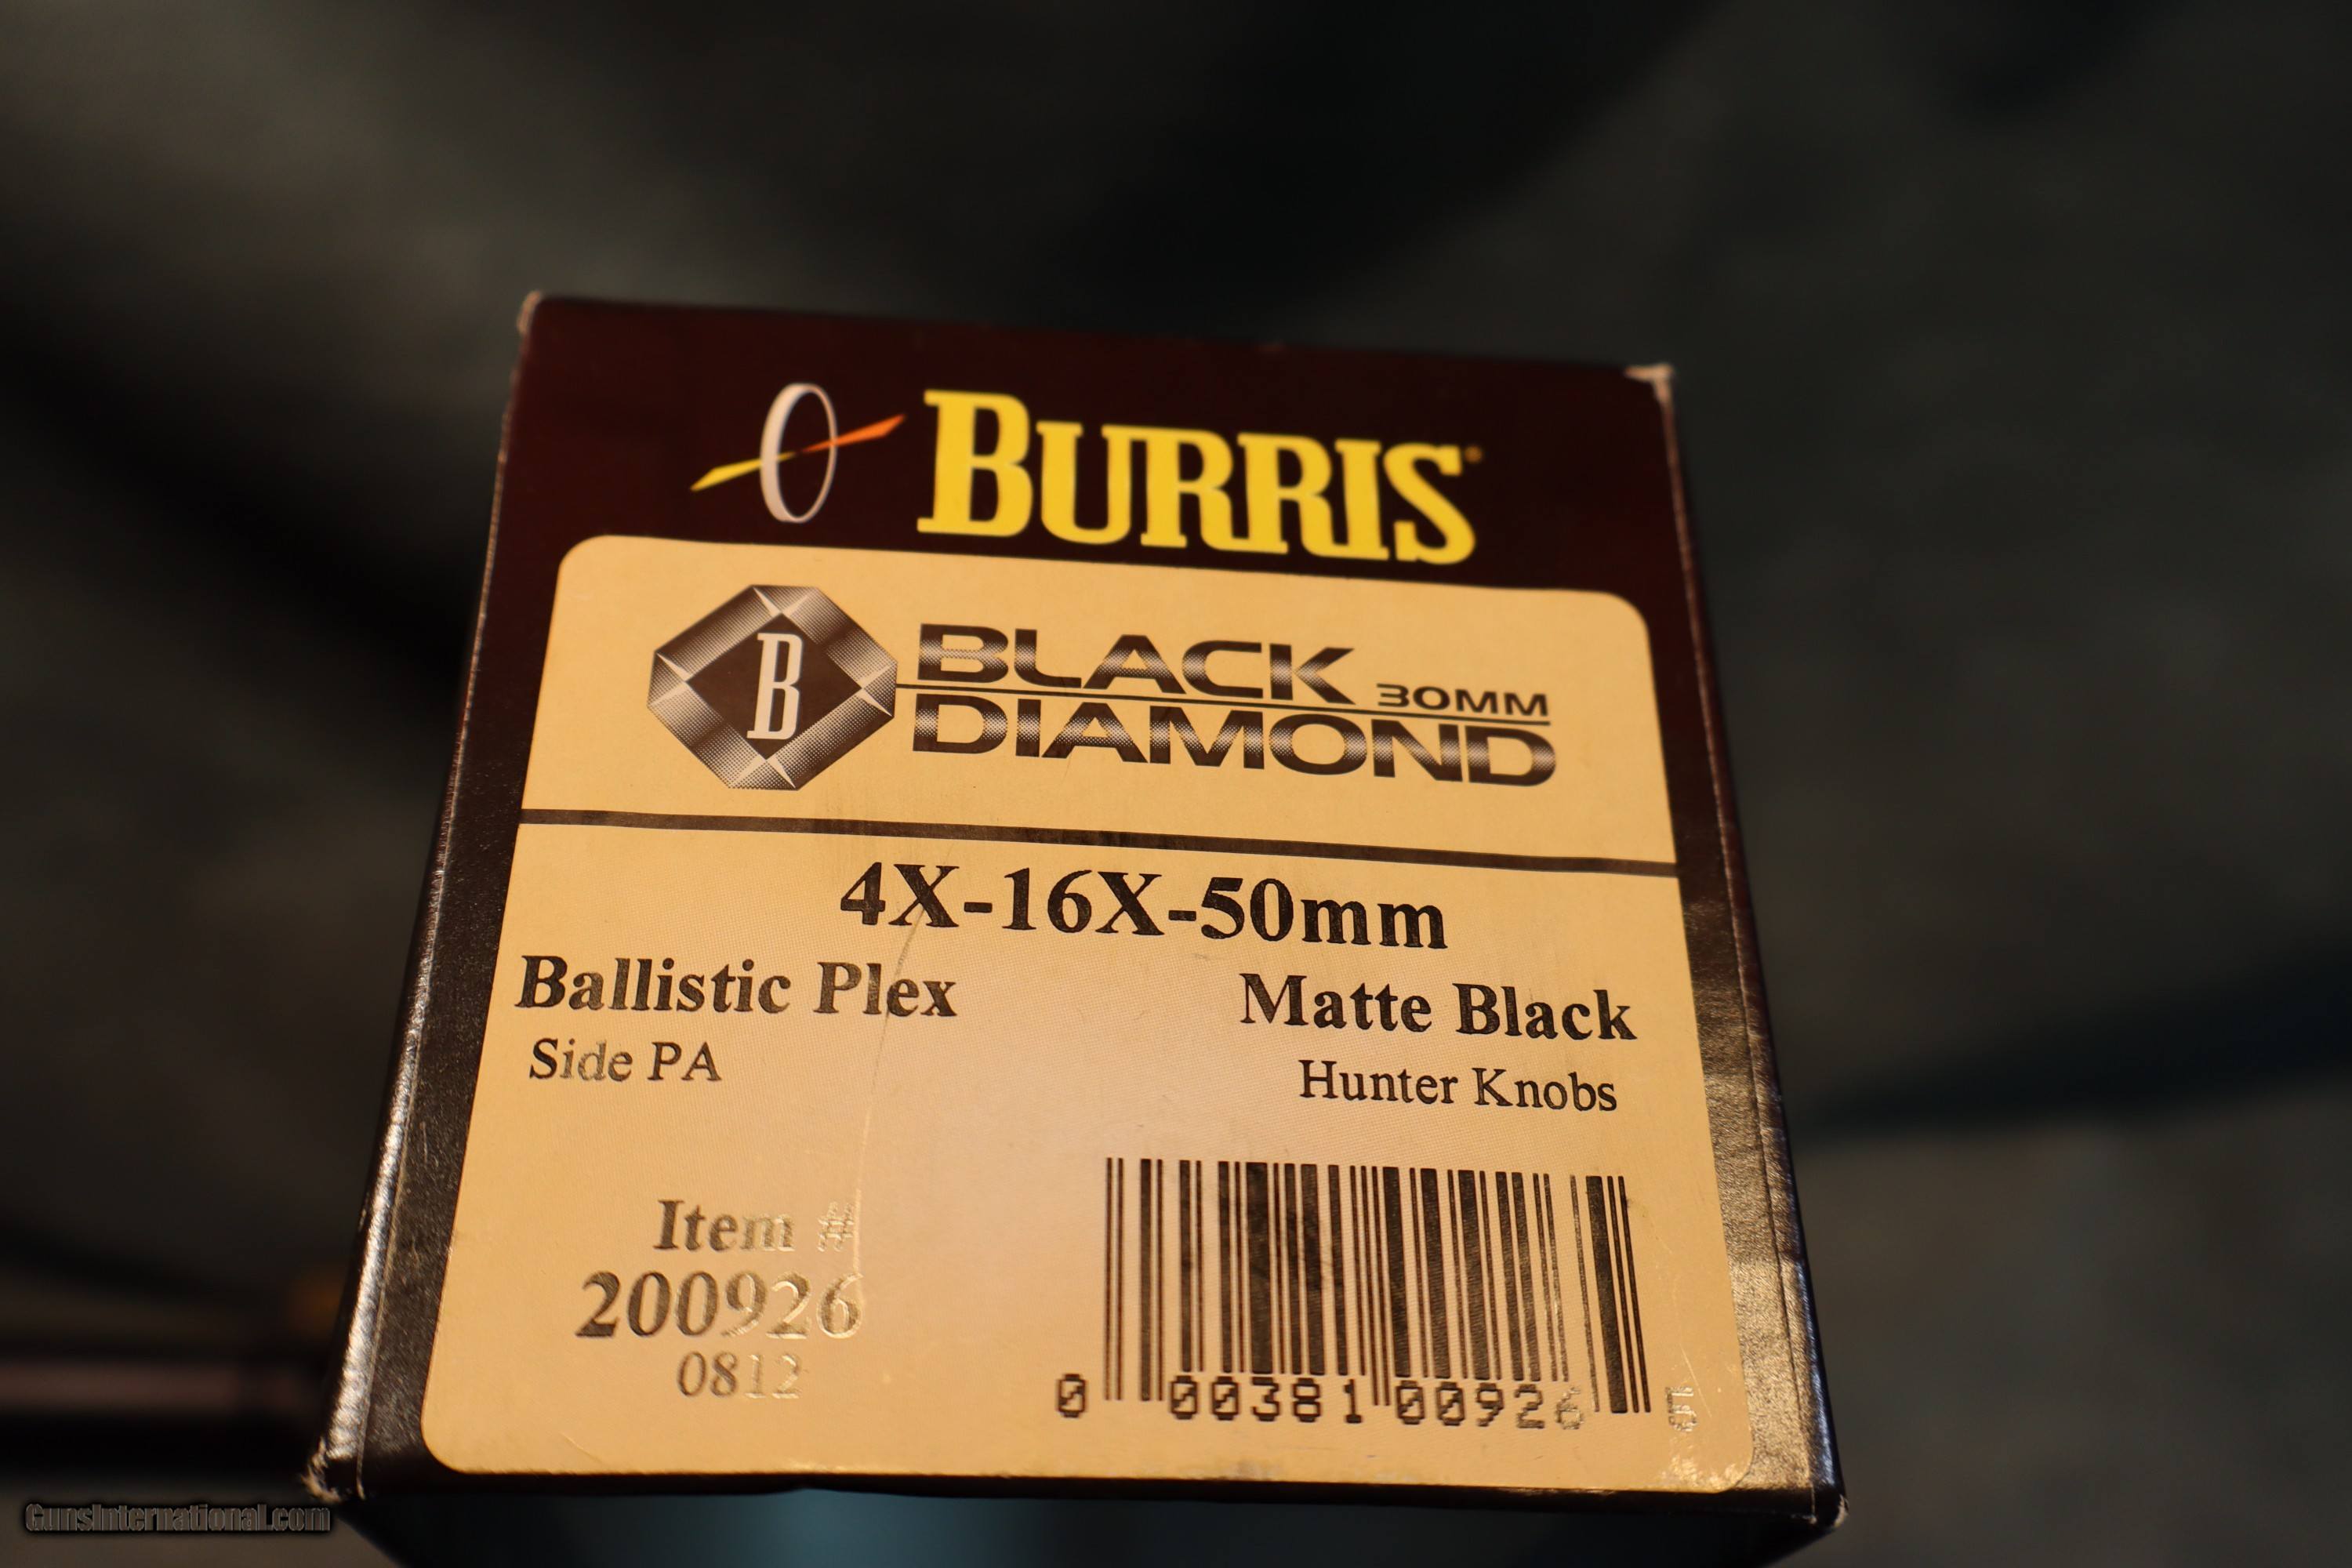 BURRIS
B
BLACK 30MM
DIAMOND
4X-16X-50mm
Ballistic Plex Matte Black
Side PA Hunter Knobs
Item #
200926
0812
0 00381 00926 5
GunsInternational.com